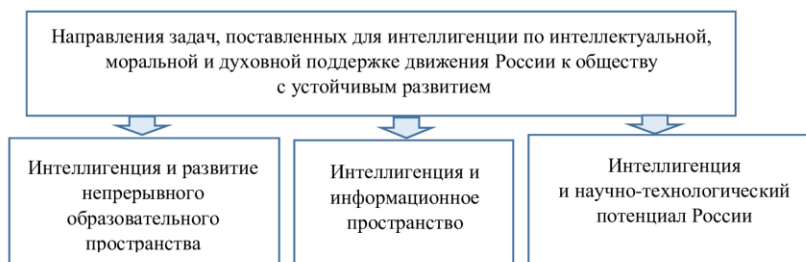 Направления задач, поставленных для интеллигенции по интеллектуальной,
моральной и духовной поддержке движения России к обществу
с устойчивым развитием
Интеллигенция и развитие
непрерывного
образовательного
пространства
Интеллигенция и
информационное
пространство
Интеллигенция
и научно-технологический
потенциал России